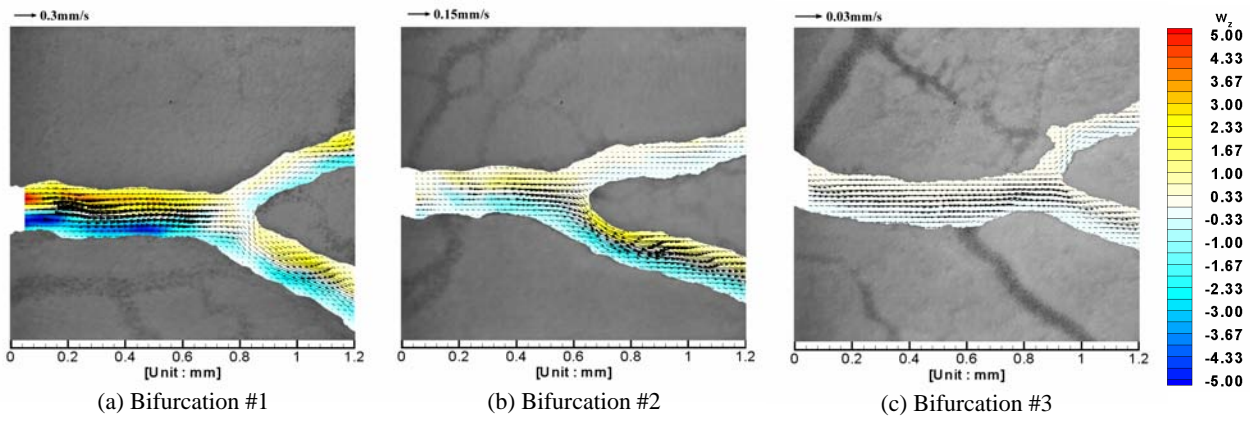 0.3mm/s
0.15mm/s
0.03mm/s
w_z
5.00
4.33
3.67
3.00
2.33
1.67
1.00
0.33
-0.33
-1.00
-1.67
-2.33
-3.00
-3.67
-4.33
-5.00
0 0.2 0.4 0.6 0.8 1 1.2
[Unit : mm]
(a) Bifurcation #1
0 0.2 0.4 0.6 0.8 1 1.2
[Unit : mm]
(b) Bifurcation #2
0 0.2 0.4 0.6 0.8 1 1.2
[Unit : mm]
(c) Bifurcation #3